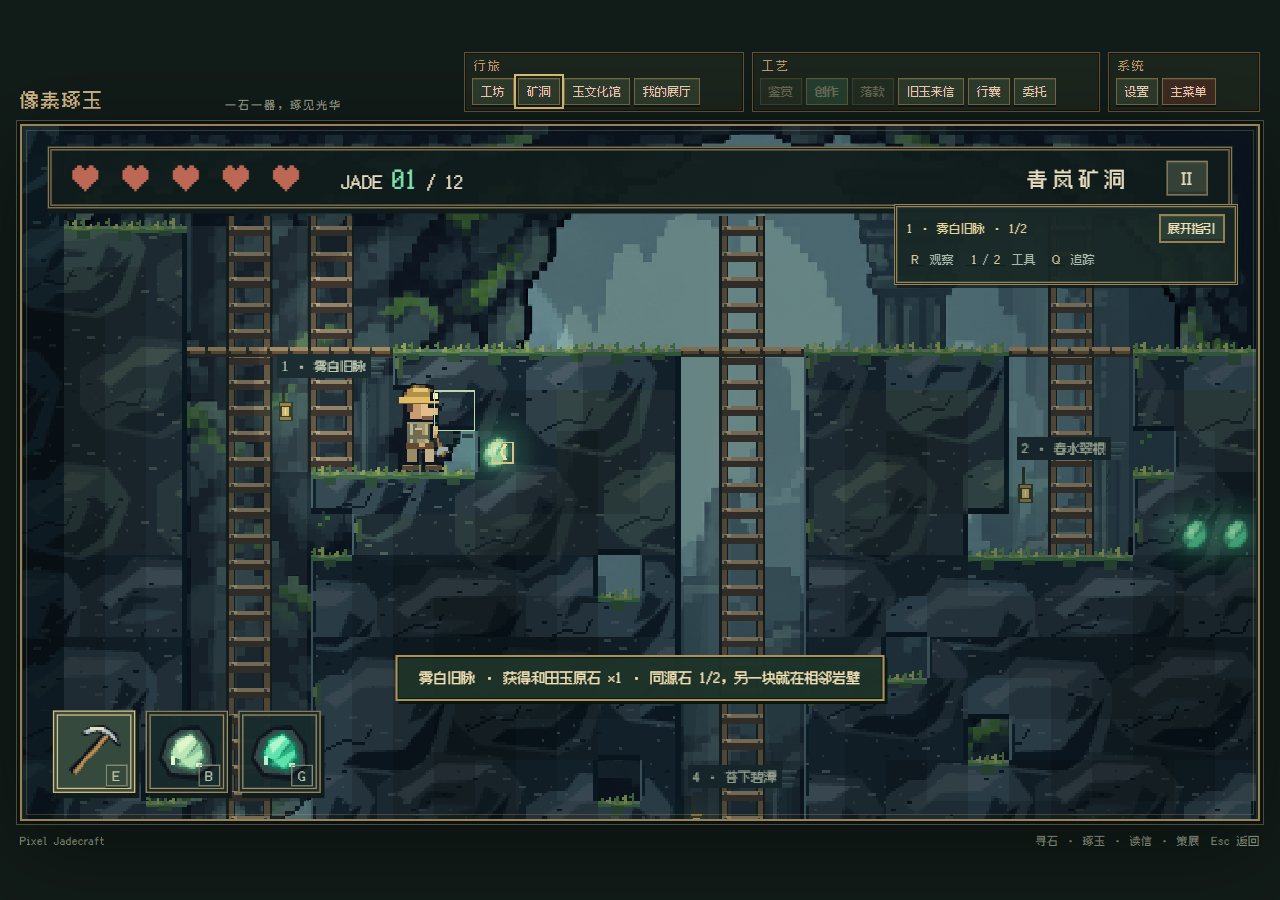 像素琢玉
一石一器，琢见光华
行旅
工坊 矿洞 玉文化馆 我的展厅
工艺
鉴赏 创作 落款 旧玉来信 行囊 委托
系统
设置 主菜单
JADE 01 / 12
青岚矿洞
II
1 · 雾白旧脉 · 1/2
展开指引
R 观察 1 / 2 工具 Q 追踪
1 · 雾白旧脉
2 · 春水翠根
雾白旧脉 · 获得和田玉原石 ×1 · 同源石 1/2，另一块就在相邻岩壁
4 · 苔下碧潭
E
B
G
Pixel Jadecraft
寻石 · 琢玉 · 读信 · 策展 Esc 返回